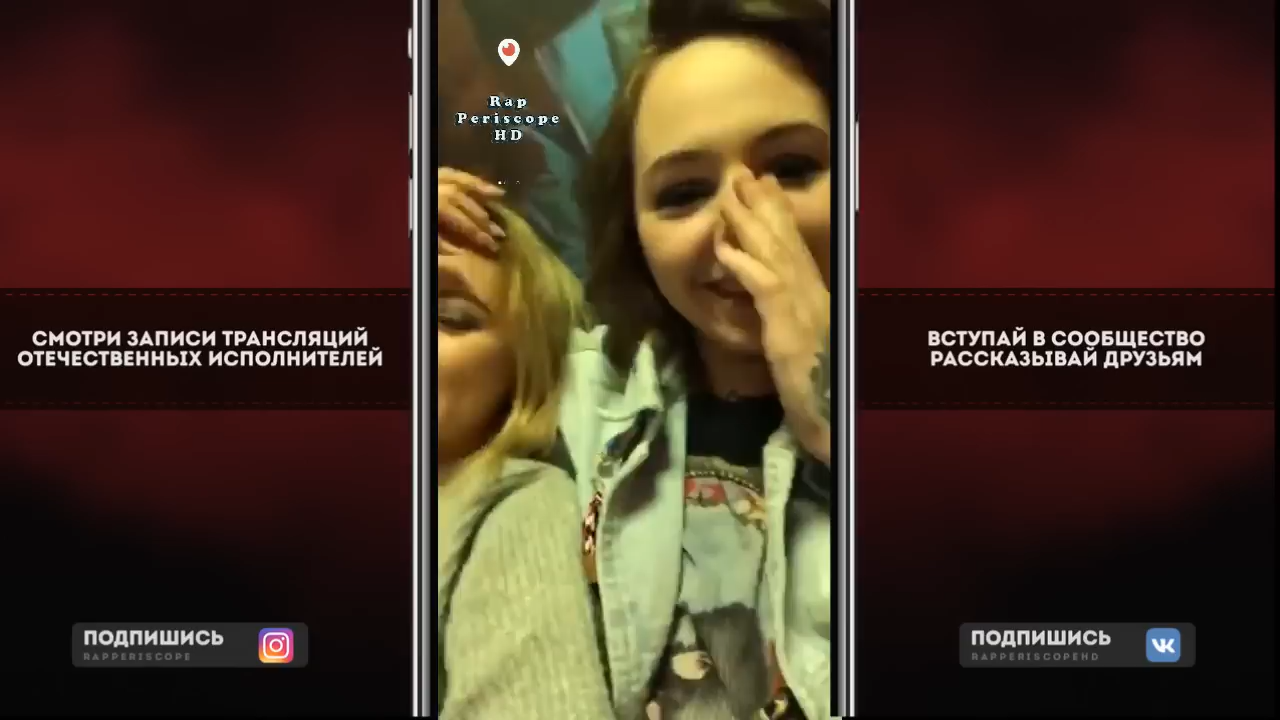 Rap
Periscope
HD
СМОТРИ ЗАПИСИ ТРАНСЛЯЦИЙ
ОТЕЧЕСТВЕННЫХ ИСПОЛНИТЕЛЕЙ
ВСТУПАЙ В СООБЩЕСТВО
РАССКАЗЫВАЙ ДРУЗЬЯМ
ПОДПИШИСЬ
RAPPERISCOPE
ПОДПИШИСЬ
RAPPERISCOPEHD